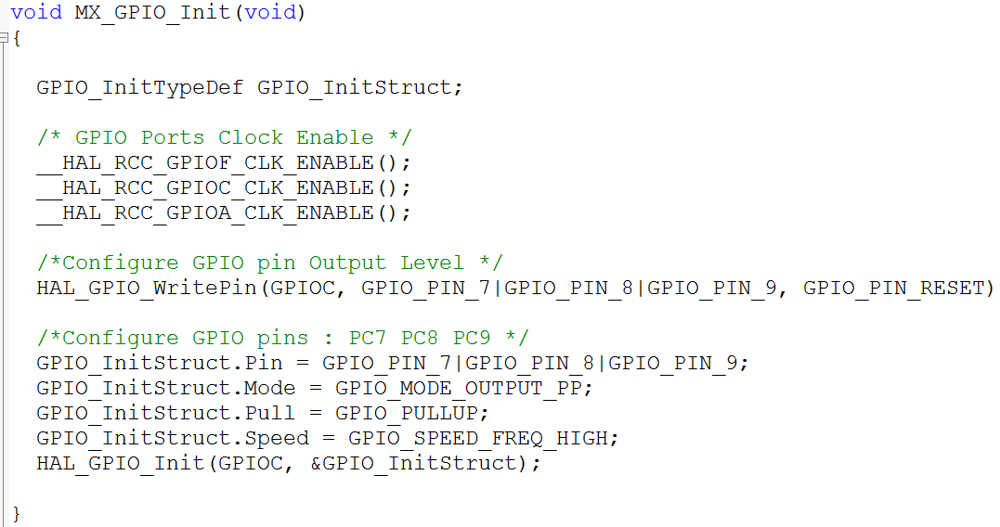 void MX_GPIO_Init(void)
{
GPIO_InitTypeDef GPIO_InitStruct;
/* GPIO Ports Clock Enable */
__HAL_RCC_GPIOF_CLK_ENABLE();
__HAL_RCC_GPIOC_CLK_ENABLE();
__HAL_RCC_GPIOA_CLK_ENABLE();
/*Configure GPIO pin Output Level */
HAL_GPIO_WritePin(GPIOC, GPIO_PIN_7|GPIO_PIN_8|GPIO_PIN_9, GPIO_PIN_RESET)
/*Configure GPIO pins : PC7 PC8 PC9 */
GPIO_InitStruct.Pin = GPIO_PIN_7|GPIO_PIN_8|GPIO_PIN_9;
GPIO_InitStruct.Mode = GPIO_MODE_OUTPUT_PP;
GPIO_InitStruct.Pull = GPIO_PULLUP;
GPIO_InitStruct.Speed = GPIO_SPEED_FREQ_HIGH;
HAL_GPIO_Init(GPIOC, &GPIO_InitStruct);
}